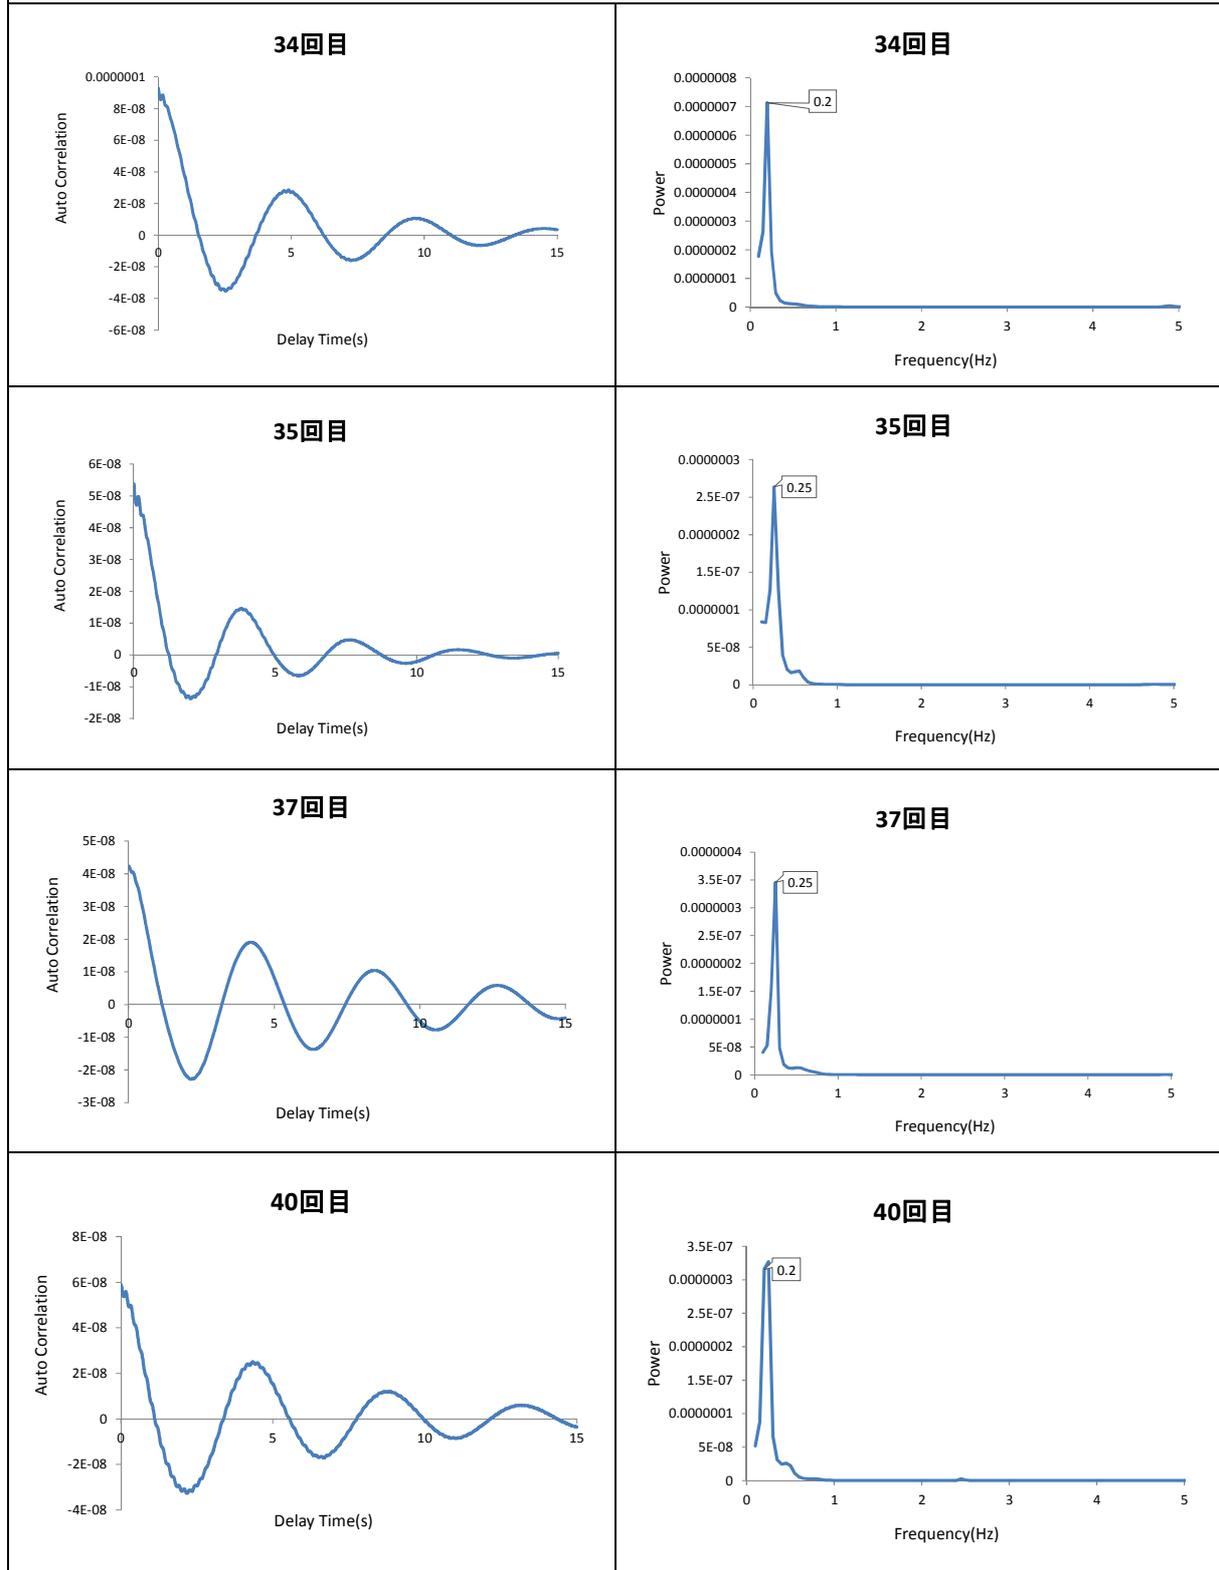 34回目
0.0000001
8E-08
6E-08
4E-08
2E-08
0
-2E-08
-4E-08
-6E-08
0 5 10 15
Auto Correlation
Delay Time(s)
34回目
0.0000008
0.0000007
0.0000006
0.0000005
0.0000004
0.0000003
0.0000002
0.0000001
0
0.2
0 1 2 3 4 5
Power
Frequency(Hz)
35回目
6E-08
5E-08
4E-08
3E-08
2E-08
1E-08
0
-1E-08
-2E-08
0 5 10 15
Auto Correlation
Delay Time(s)
35回目
0.0000003
2.5E-07
0.0000002
1.5E-07
0.0000001
5E-08
0
0.25
0 1 2 3 4 5
Power
Frequency(Hz)
37回目
5E-08
4E-08
3E-08
2E-08
1E-08
0
-1E-08
-2E-08
-3E-08
0 5 10 15
Auto Correlation
Delay Time(s)
37回目
0.0000004
3.5E-07
0.0000003
2.5E-07
0.0000002
1.5E-07
0.0000001
5E-08
0
0.25
0 1 2 3 4 5
Power
Frequency(Hz)
40回目
8E-08
6E-08
4E-08
2E-08
0
-2E-08
-4E-08
0 5 10 15
Auto Correlation
Delay Time(s)
40回目
3.5E-07
0.0000003
2.5E-07
0.0000002
1.5E-07
0.0000001
5E-08
0
0.2
0 1 2 3 4 5
Power
Frequency(Hz)